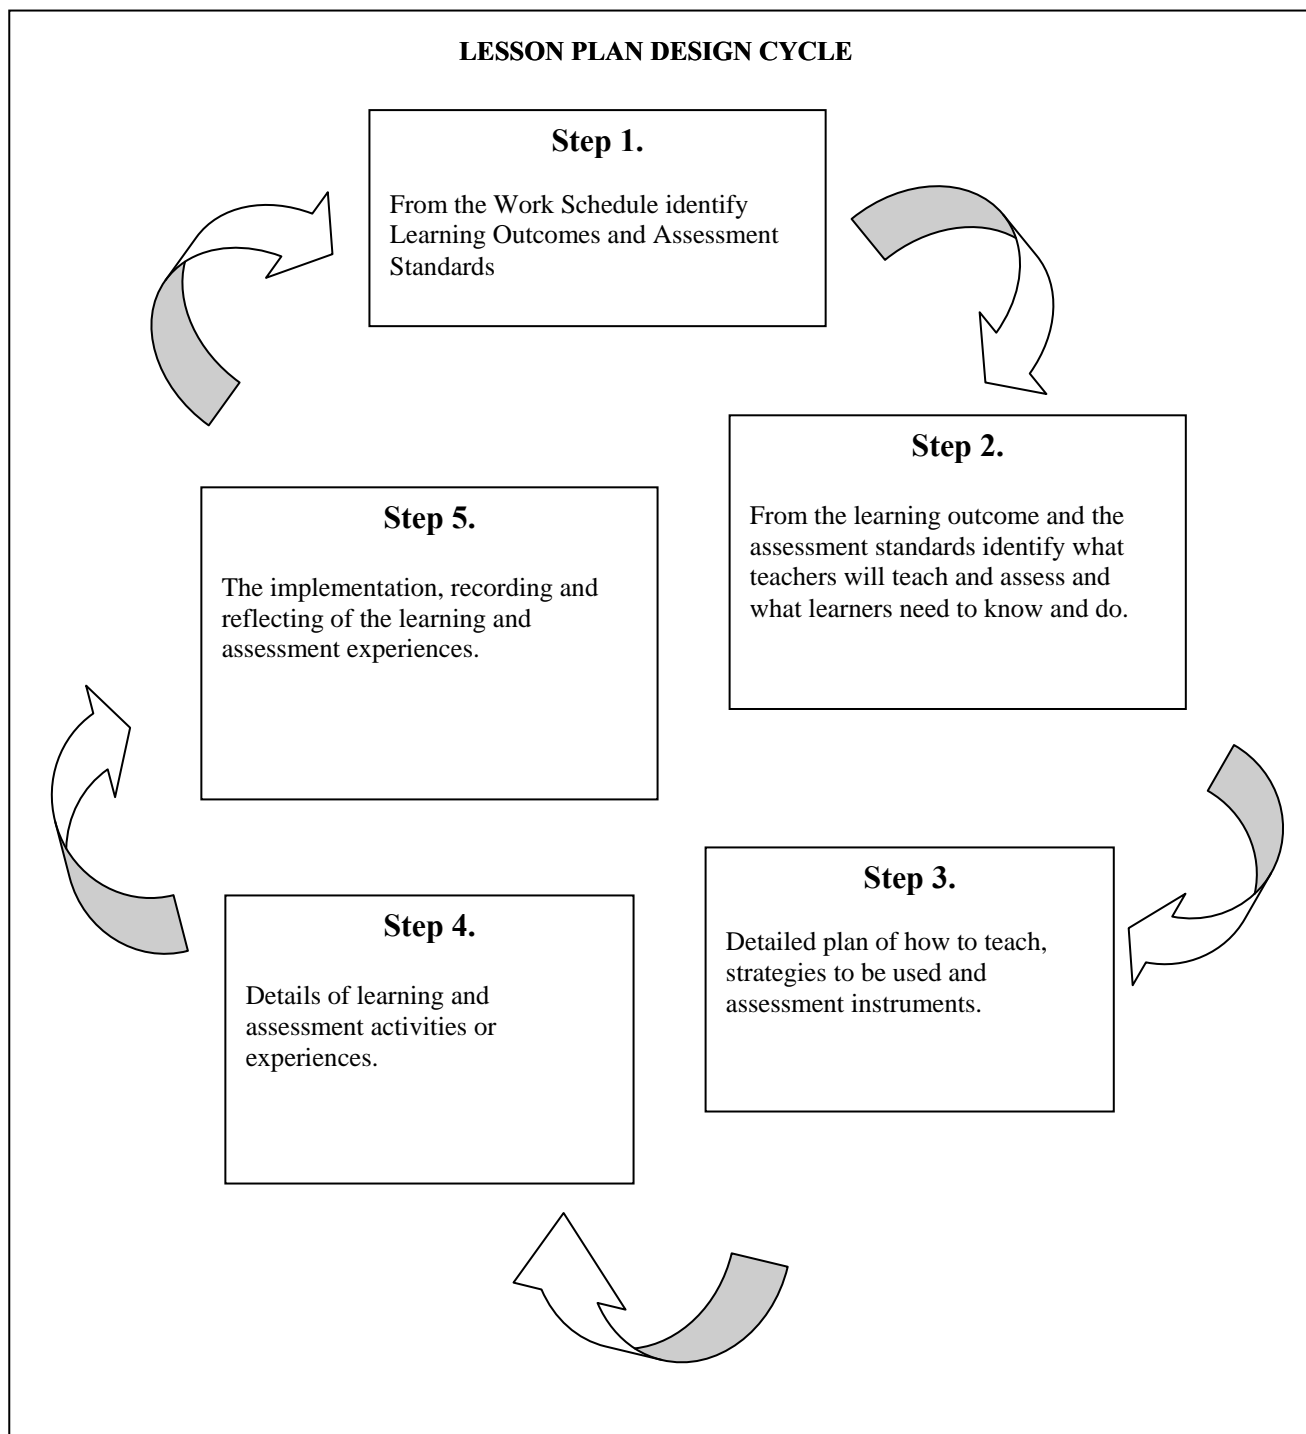 LESSON PLAN DESIGN CYCLE
Step 1.
From the Work Schedule identify
Learning Outcomes and Assessment
Standards
Step 2.
From the learning outcome and the
assessment standards identify what
teachers will teach and assess and
what learners need to know and do.
Step 3.
Detailed plan of how to teach,
strategies to be used and
assessment instruments.
Step 4.
Details of learning and
assessment activities or
experiences.
Step 5.
The implementation, recording and
reflecting of the learning and
assessment experiences.